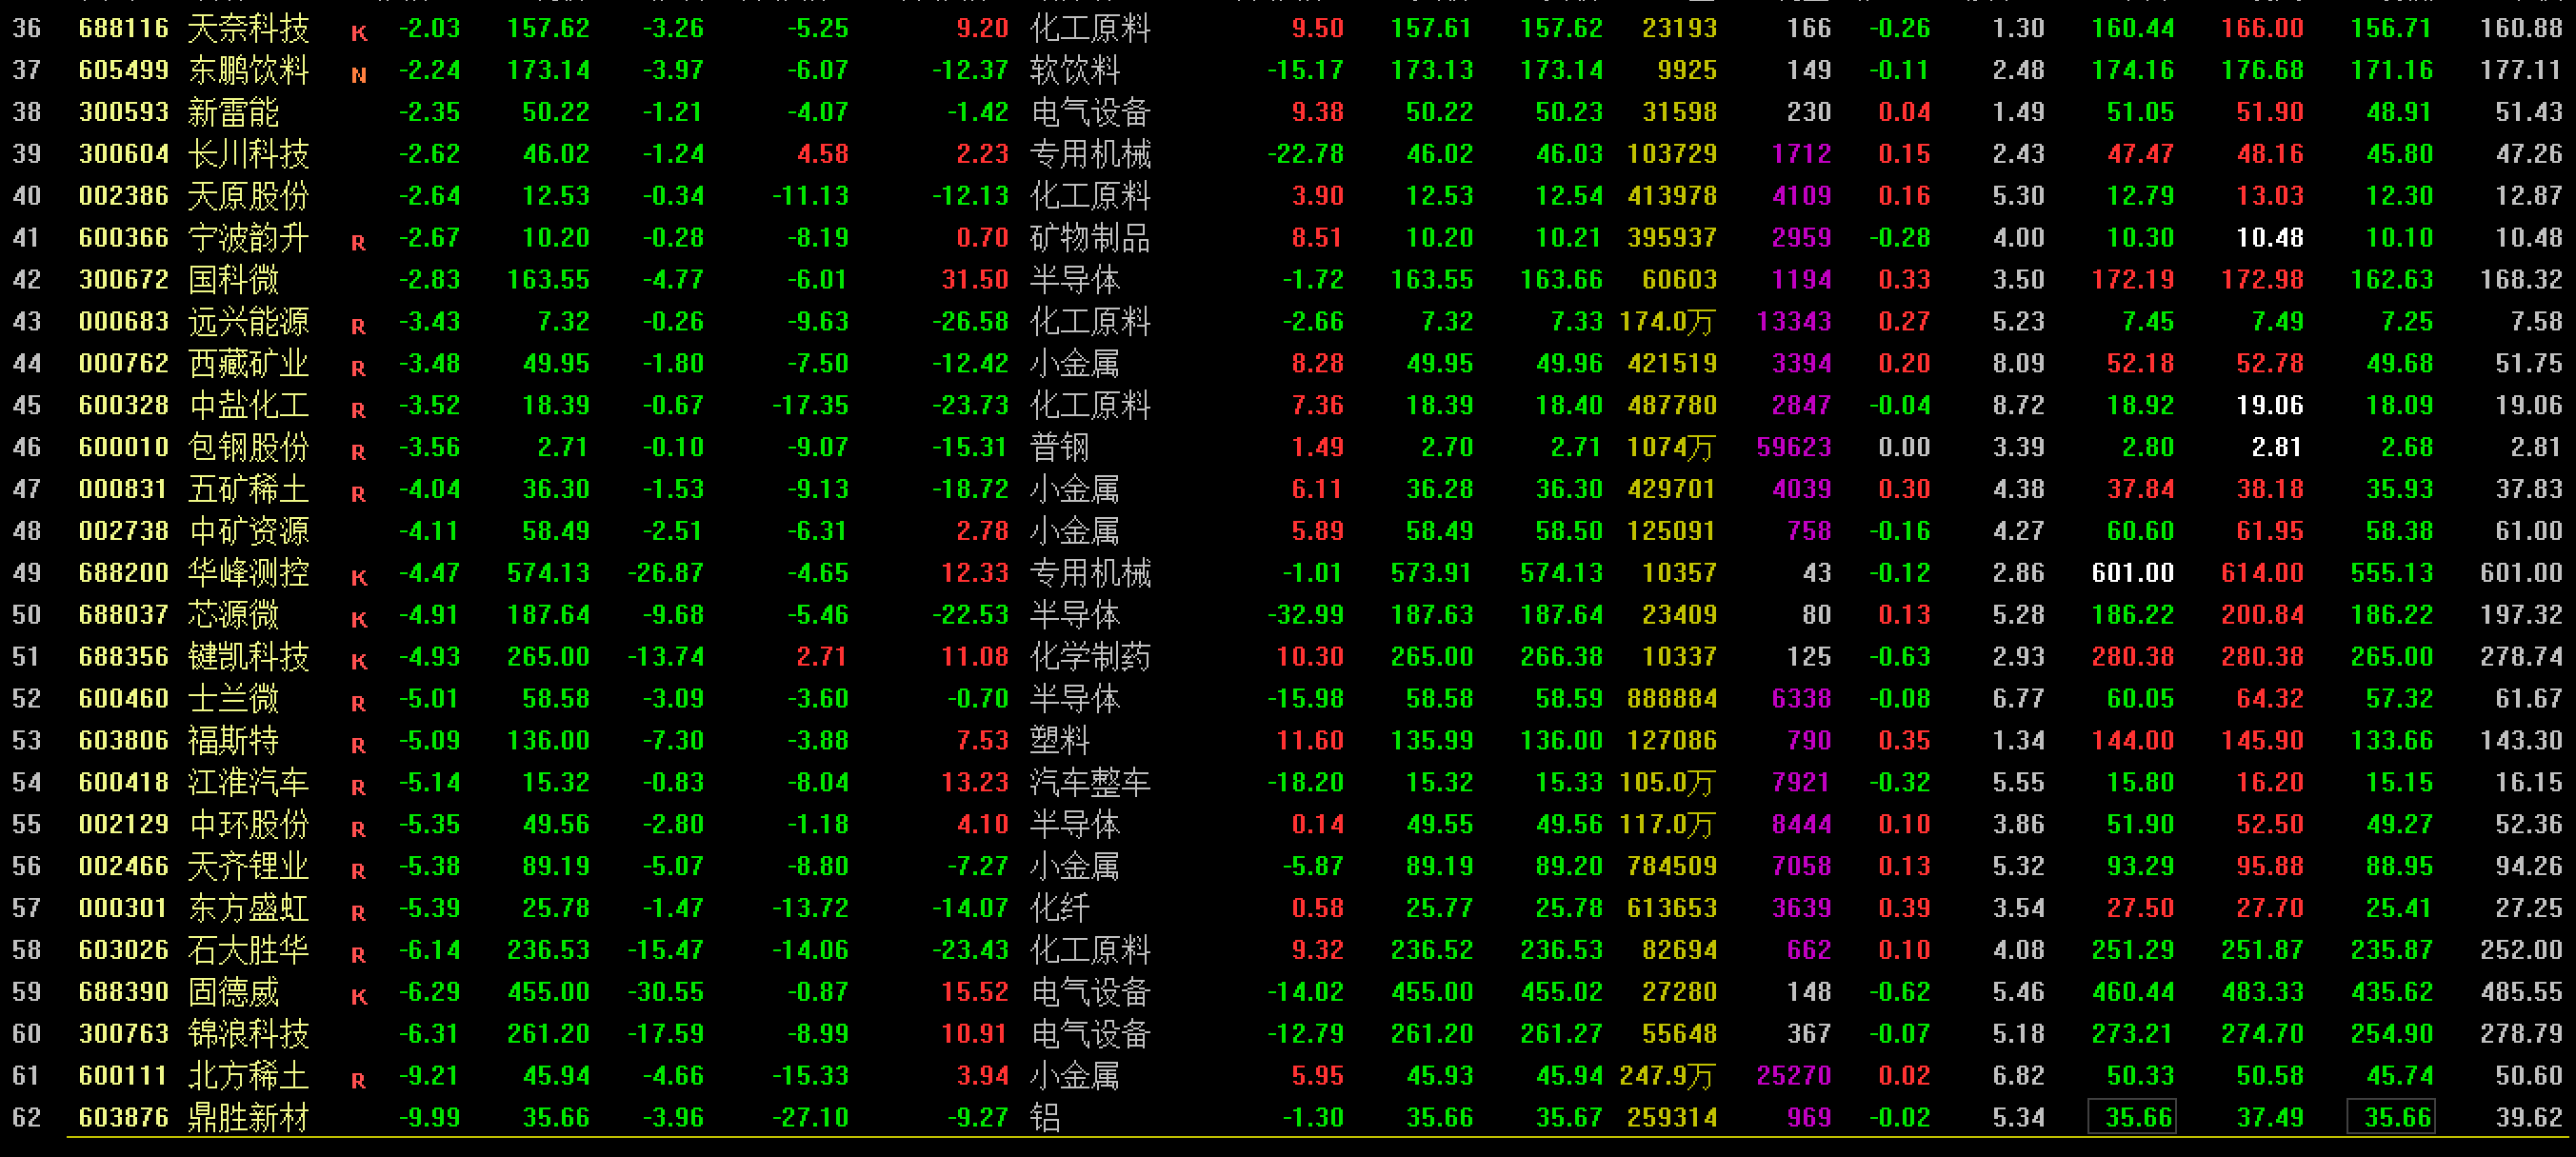 36 688116 天奈科技 K -2.03 157.62 -3.26 -5.25 9.20 化工原料 9.50 157.61 157.62 23193 166 -0.26 1.30 160.44 166.00 156.71 160.88
37 605499 东鹏饮料 N -2.24 173.14 -3.97 -6.07 -12.37 软饮料 -15.17 173.13 173.14 9925 149 -0.11 2.48 174.16 176.68 171.16 177.11
38 300593 新雷能 -2.35 50.22 -1.21 -4.07 -1.42 电气设备 9.38 50.22 50.23 31598 230 0.04 1.49 51.05 51.90 48.91 51.43
39 300604 长川科技 -2.62 46.02 -1.24 4.58 2.23 专用机械 -22.78 46.02 46.03 103729 1712 0.15 2.43 47.47 48.16 45.80 47.26
40 002386 天原股份 -2.64 12.53 -0.34 -11.13 -12.13 化工原料 3.90 12.53 12.54 413978 4109 0.16 5.30 12.79 13.03 12.30 12.87
41 600366 宁波韵升 R -2.67 10.20 -0.28 -8.19 0.70 矿物制品 8.51 10.20 10.21 395937 2959 -0.28 4.00 10.30 10.48 10.10 10.48
42 300672 国科微 -2.83 163.55 -4.77 -6.01 31.50 半导体 -1.72 163.55 163.66 60603 1194 0.33 3.50 172.19 172.98 162.63 168.32
43 000683 远兴能源 R -3.43 7.32 -0.26 -9.63 -26.58 化工原料 -2.66 7.32 7.33 174.0万 13343 0.27 5.23 7.45 7.49 7.25 7.58
44 000762 西藏矿业 R -3.48 49.95 -1.80 -7.50 -12.42 小金属 8.28 49.95 49.96 421519 3394 0.20 8.09 52.18 52.78 49.68 51.75
45 600328 中盐化工 R -3.52 18.39 -0.67 -17.35 -23.73 化工原料 7.36 18.39 18.40 487780 2847 -0.04 8.72 18.92 19.06 18.09 19.06
46 600010 包钢股份 R -3.56 2.71 -0.10 -9.07 -15.31 普钢 1.49 2.70 2.71 1074万 59623 0.00 3.39 2.80 2.81 2.68 2.81
47 000831 五矿稀土 R -4.04 36.30 -1.53 -9.13 -18.72 小金属 6.11 36.28 36.30 429701 4039 0.30 4.38 37.84 38.18 35.93 37.83
48 002738 中矿资源 -4.11 58.49 -2.51 -6.31 2.78 小金属 5.89 58.49 58.50 125091 758 -0.16 4.27 60.60 61.95 58.38 61.00
49 688200 华峰测控 K -4.47 574.13 -26.87 -4.65 12.33 专用机械 -1.01 573.91 574.13 10357 43 -0.12 2.86 601.00 614.00 555.13 601.00
50 688037 芯源微 K -4.91 187.64 -9.68 -5.46 -22.53 半导体 -32.99 187.63 187.64 23409 80 0.13 5.28 186.22 200.84 186.22 197.32
51 688356 键凯科技 K -4.93 265.00 -13.74 2.71 11.08 化学制药 10.30 265.00 266.38 10337 125 -0.63 2.93 280.38 280.38 265.00 278.74
52 600460 士兰微 R -5.01 58.58 -3.09 -3.60 -0.70 半导体 -15.98 58.58 58.59 888884 6338 -0.08 6.77 60.05 64.32 57.32 61.67
53 603806 福斯特 R -5.09 136.00 -7.30 -3.88 7.53 塑料 11.60 135.99 136.00 127086 790 0.35 1.34 144.00 145.90 133.66 143.30
54 600418 江淮汽车 R -5.14 15.32 -0.83 -8.04 13.23 汽车整车 -18.20 15.32 15.33 105.0万 7921 -0.32 5.55 15.80 16.20 15.15 16.15
55 002129 中环股份 R -5.35 49.56 -2.80 -1.18 4.10 半导体 0.14 49.55 49.56 117.0万 8444 0.10 3.86 51.90 52.50 49.27 52.36
56 002466 天齐锂业 R -5.38 89.19 -5.07 -8.80 -7.27 小金属 -5.87 89.19 89.20 784509 7058 0.13 5.32 93.29 95.88 88.95 94.26
57 000301 东方盛虹 R -5.39 25.78 -1.47 -13.72 -14.07 化纤 0.58 25.77 25.78 613653 3639 0.39 3.54 27.50 27.70 25.41 27.25
58 603026 石大胜华 R -6.14 236.53 -15.47 -14.06 -23.43 化工原料 9.32 236.52 236.53 82694 662 0.10 4.08 251.29 251.87 235.87 252.00
59 688390 固德威 K -6.29 455.00 -30.55 -0.87 15.52 电气设备 -14.02 455.00 455.02 27280 148 -0.62 5.46 460.44 483.33 435.62 485.55
60 300763 锦浪科技 -6.31 261.20 -17.59 -8.99 10.91 电气设备 -12.79 261.20 261.27 55648 367 -0.07 5.18 273.21 274.70 254.90 278.79
61 600111 北方稀土 R -9.21 45.94 -4.66 -15.33 3.94 小金属 5.95 45.93 45.94 247.9万 25270 0.02 6.82 50.33 50.58 45.74 50.60
62 603876 鼎胜新材 -9.99 35.66 -3.96 -27.10 -9.27 铝 -1.30 35.66 35.67 259314 969 -0.02 5.34 35.66 37.49 35.66 39.62